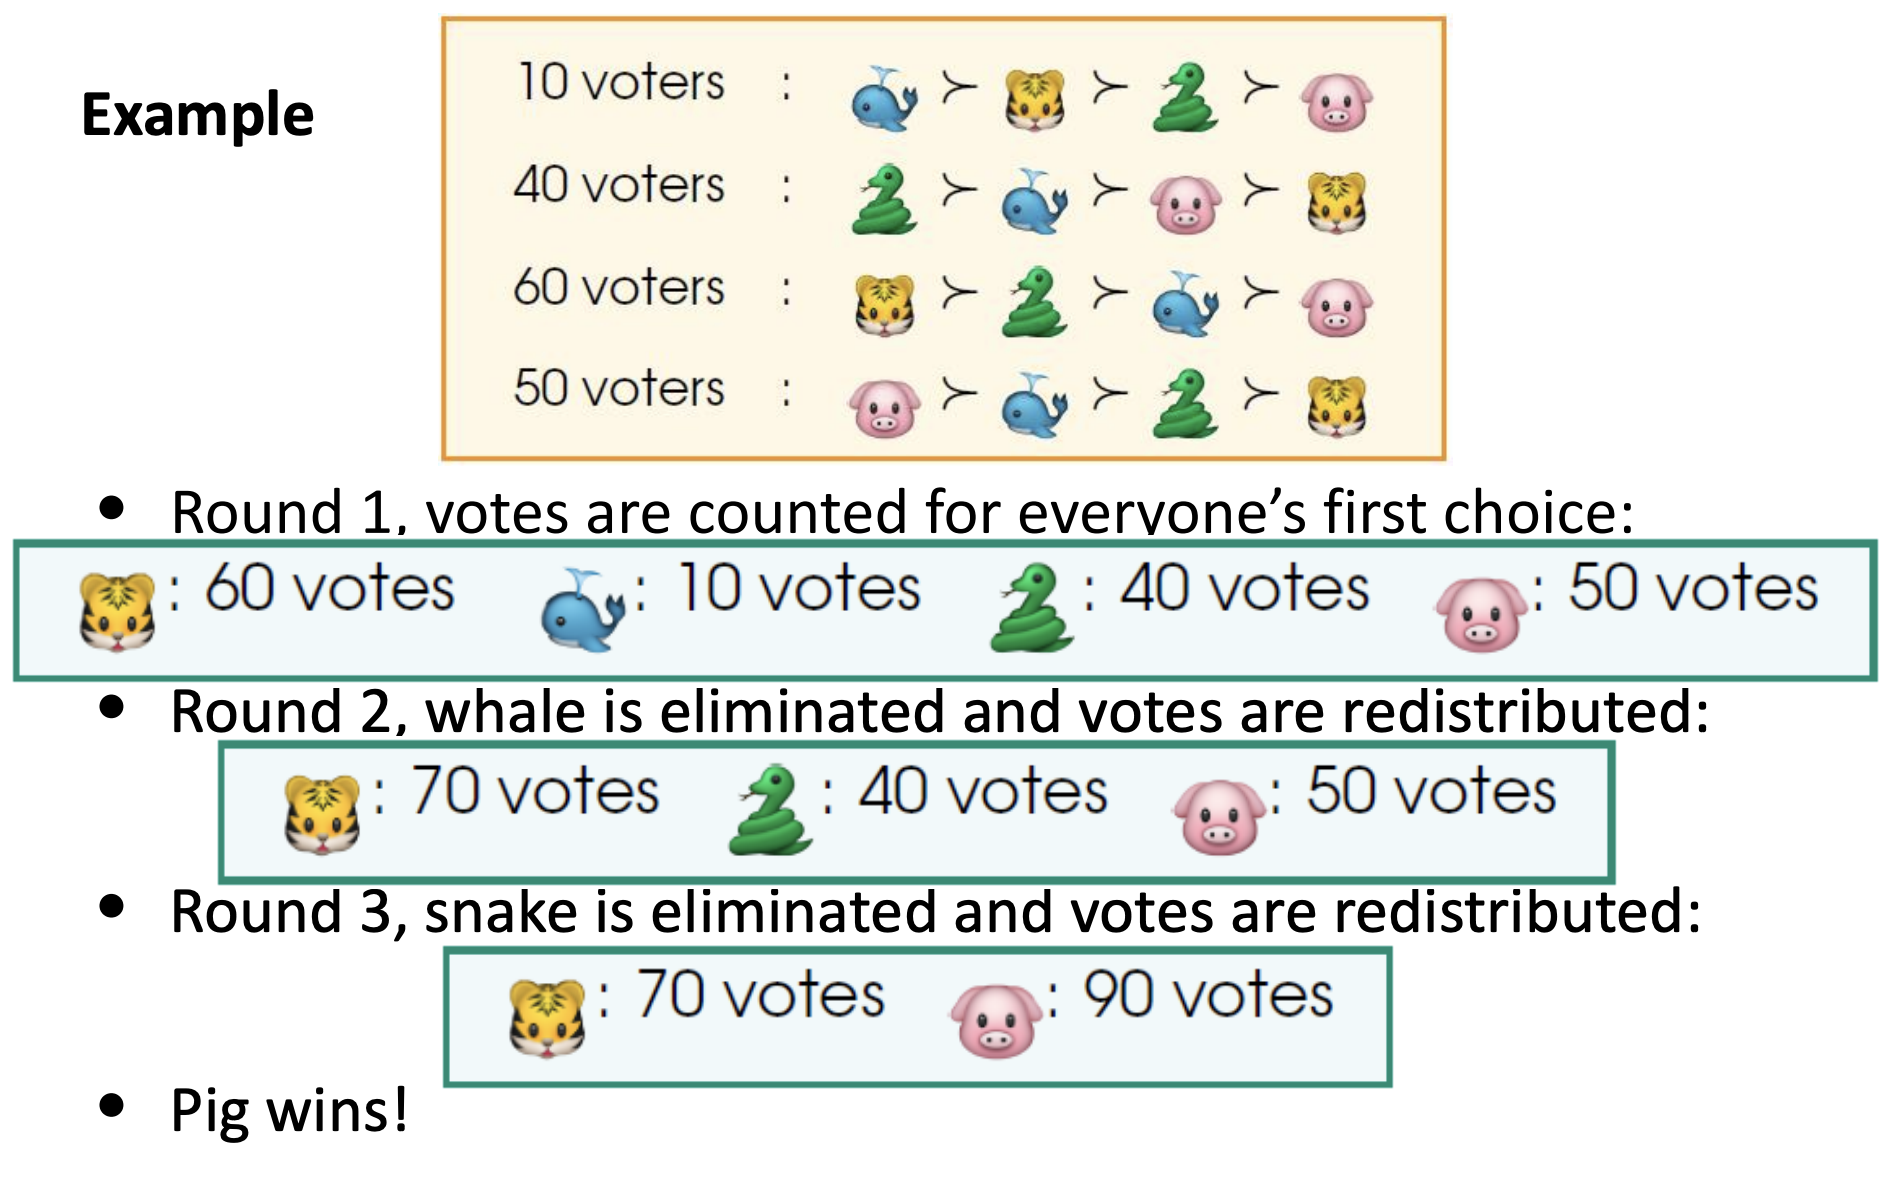 Example
10 voters : 🐳 ≻ 🐯 ≻ 🐍 ≻ 🐷
40 voters : 🐍 ≻ 🐳 ≻ 🐷 ≻ 🐯
60 voters : 🐯 ≻ 🐍 ≻ 🐳 ≻ 🐷
50 voters : 🐷 ≻ 🐳 ≻ 🐍 ≻ 🐯
• Round 1, votes are counted for everyone’s first choice:
🐯: 60 votes 🐳: 10 votes 🐍: 40 votes 🐷: 50 votes
• Round 2, whale is eliminated and votes are redistributed:
🐯: 70 votes 🐍: 40 votes 🐷: 50 votes
• Round 3, snake is eliminated and votes are redistributed:
🐯: 70 votes 🐷: 90 votes
• Pig wins!